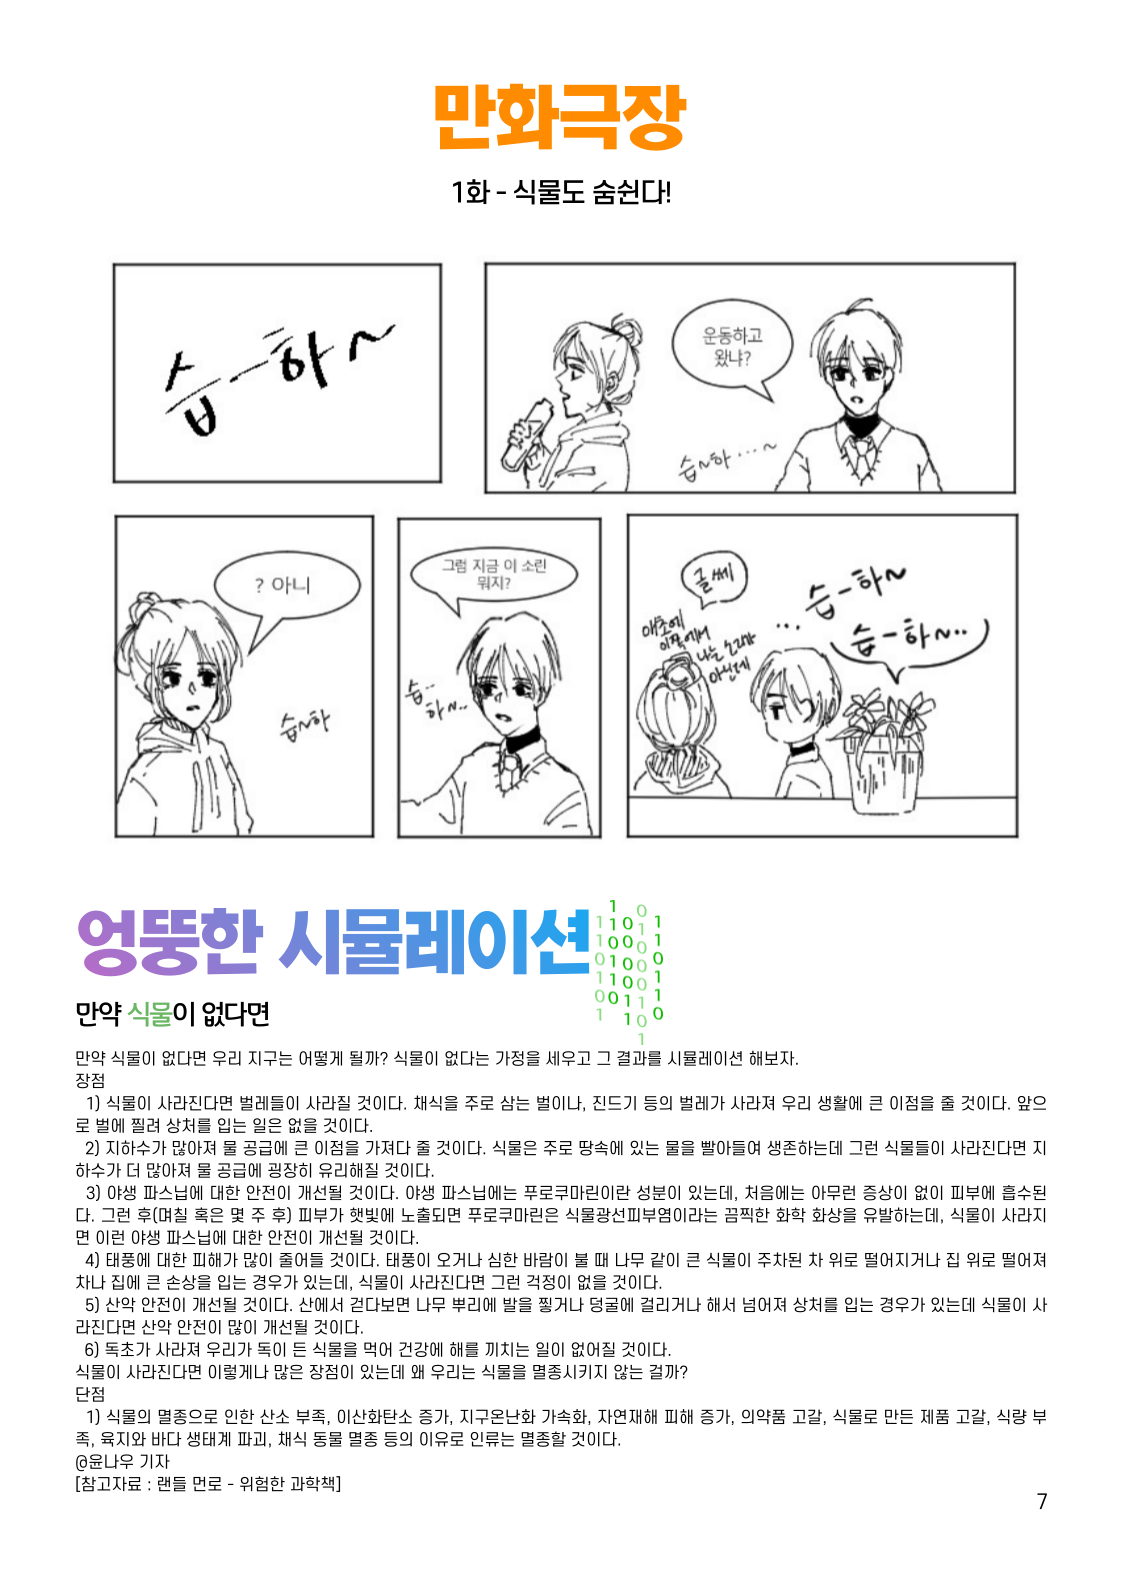 만화극장
1화 - 식물도 숨쉰다!
습-하~
운동하고
왔냐?
습~하...~
? 아니
습~하
그럼 지금 이 소린
뭐지?
습..
하~..
글쎄
애초에
이쪽에서
나는 소리가
아닌데
... 습-하~
습-하~..
엉뚱한 시뮬레이션
만약 식물이 없다면
만약 식물이 없다면 우리 지구는 어떻게 될까? 식물이 없다는 가정을 세우고 그 결과를 시뮬레이션 해보자.
장점
1) 식물이 사라진다면 벌레들이 사라질 것이다. 채식을 주로 삼는 벌이나, 진드기 등의 벌레가 사라져 우리 생활에 큰 이점을 줄 것이다. 앞으
로 벌에 찔려 상처를 입는 일은 없을 것이다.
2) 지하수가 많아져 물 공급에 큰 이점을 가져다 줄 것이다. 식물은 주로 땅속에 있는 물을 빨아들여 생존하는데 그런 식물들이 사라진다면 지
하수가 더 많아져 물 공급에 굉장히 유리해질 것이다.
3) 야생 파스닙에 대한 안전이 개선될 것이다. 야생 파스닙에는 푸로쿠마린이란 성분이 있는데, 처음에는 아무런 증상이 없이 피부에 흡수된
다. 그런 후(며칠 혹은 몇 주 후) 피부가 햇빛에 노출되면 푸로쿠마린은 식물광선피부염이라는 끔찍한 화학 화상을 유발하는데, 식물이 사라지
면 이런 야생 파스닙에 대한 안전이 개선될 것이다.
4) 태풍에 대한 피해가 많이 줄어들 것이다. 태풍이 오거나 심한 바람이 불 때 나무 같이 큰 식물이 주차된 차 위로 떨어지거나 집 위로 떨어져
차나 집에 큰 손상을 입는 경우가 있는데, 식물이 사라진다면 그런 걱정이 없을 것이다.
5) 산악 안전이 개선될 것이다. 산에서 걷다보면 나무 뿌리에 발을 찧거나 덩굴에 걸리거나 해서 넘어져 상처를 입는 경우가 있는데 식물이 사
라진다면 산악 안전이 많이 개선될 것이다.
6) 독초가 사라져 우리가 독이 든 식물을 먹어 건강에 해를 끼치는 일이 없어질 것이다.
식물이 사라진다면 이렇게나 많은 장점이 있는데 왜 우리는 식물을 멸종시키지 않는 걸까?
단점
1) 식물의 멸종으로 인한 산소 부족, 이산화탄소 증가, 지구온난화 가속화, 자연재해 피해 증가, 의약품 고갈, 식물로 만든 제품 고갈, 식량 부
족, 육지와 바다 생태계 파괴, 채식 동물 멸종 등의 이유로 인류는 멸종할 것이다.
@윤나우 기자
[참고자료 : 랜들 먼로 - 위험한 과학책]
7